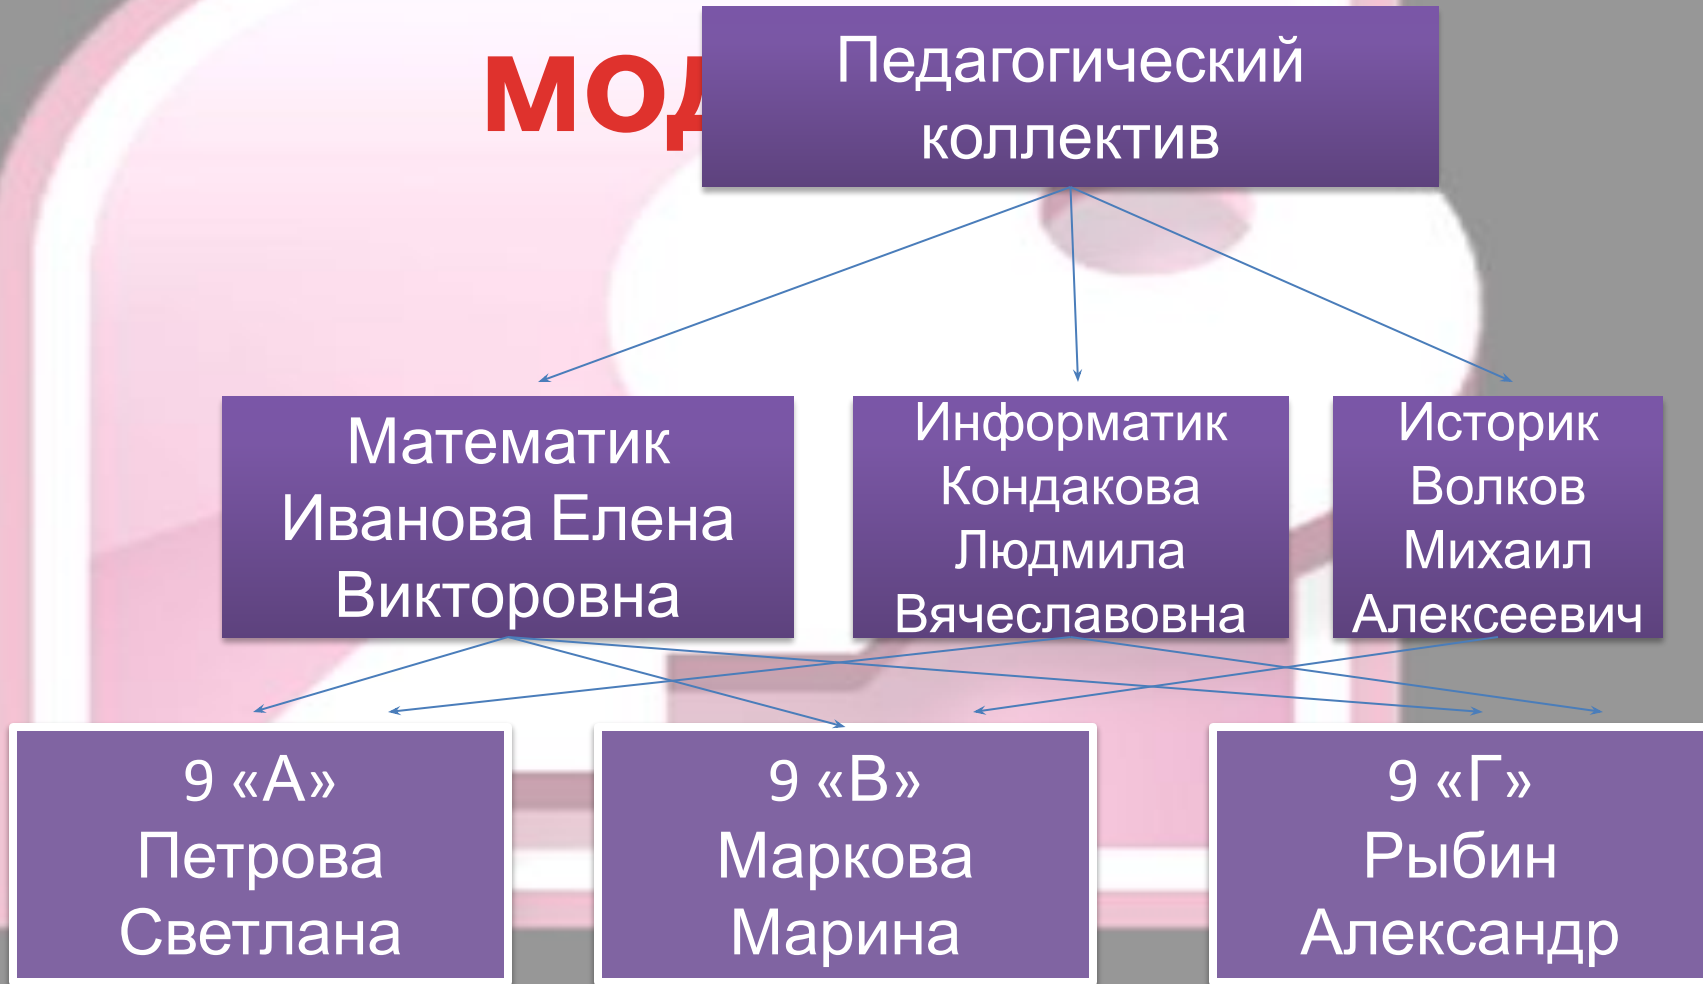 Педагогический
коллектив
Математик
Иванова Елена
Викторовна
Информатик
Кондакова
Людмила
Вячеславовна
Историк
Волков
Михаил
Алексеевич
9 «А»
Петрова
Светлана
9 «В»
Маркова
Марина
9 «Г»
Рыбин
Александр